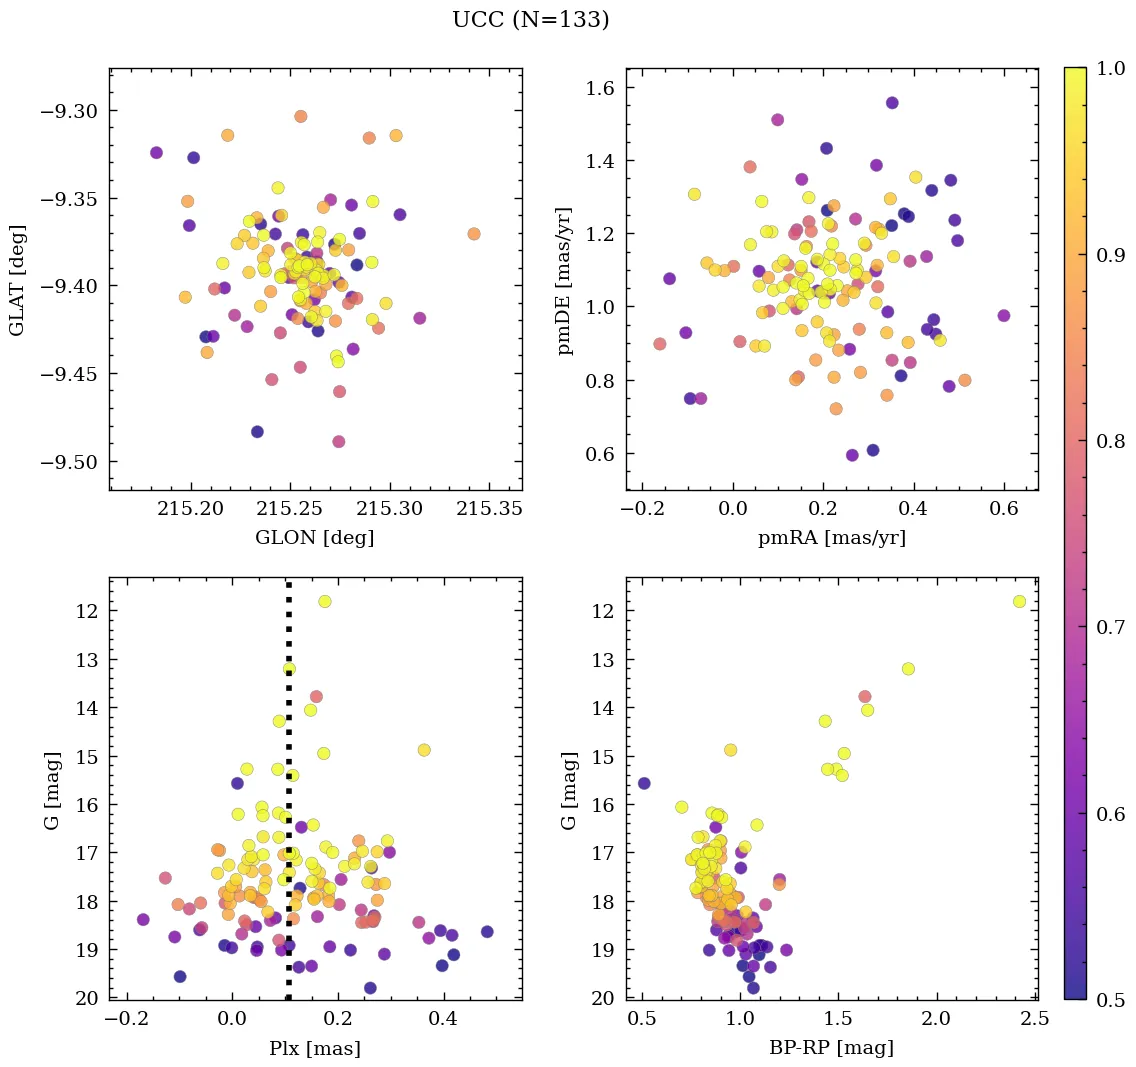 UCC (N=133)
−9.30
−9.35
−9.40
−9.45
−9.50
GLAT [deg]
215.20 215.25 215.30 215.35
GLON [deg]
1.6
1.4
1.2
1.0
0.8
0.6
pmDE [mas/yr]
−0.2 0.0 0.2 0.4 0.6
pmRA [mas/yr]
12
13
14
15
16
17
18
19
20
G [mag]
−0.2 0.0 0.2 0.4
Plx [mas]
12
13
14
15
16
17
18
19
20
G [mag]
0.5 1.0 1.5 2.0 2.5
BP-RP [mag]
1.0
0.9
0.8
0.7
0.6
0.5